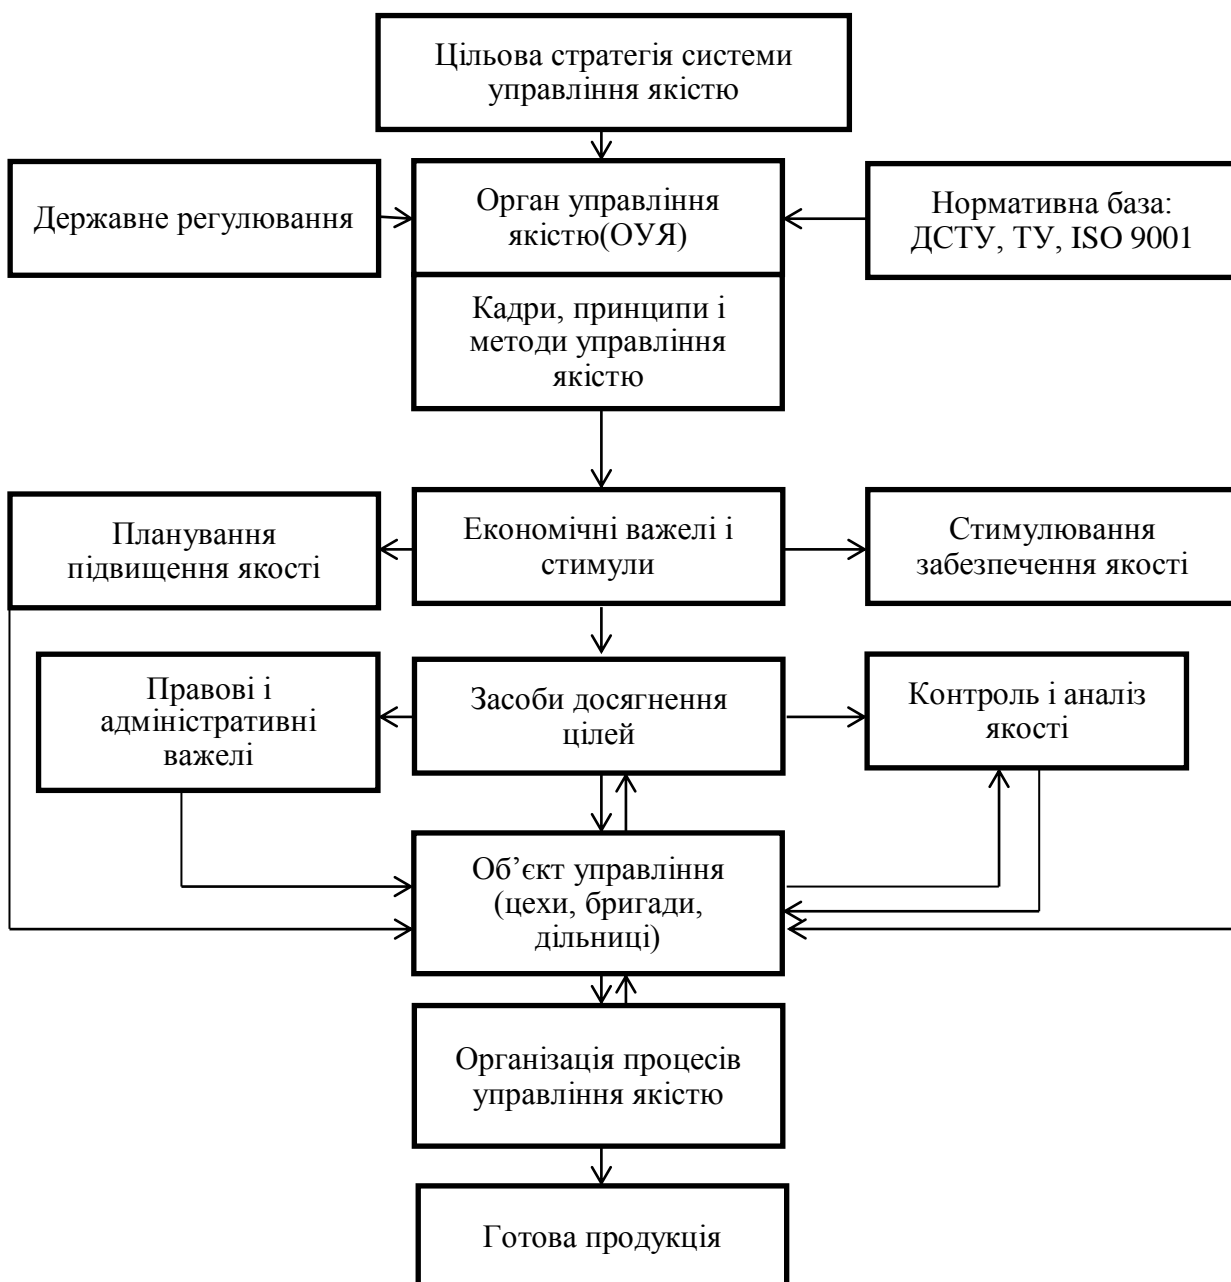 Цільова стратегія системи
управління якістю
Державне регулювання
Орган управління
якістю(ОУЯ)
Нормативна база:
ДСТУ, ТУ, ISO 9001
Кадри, принципи і
методи управління
якістю
Планування
підвищення якості
Економічні важелі і
стимули
Стимулювання
забезпечення якості
Правові і
адміністративні
важелі
Засоби досягнення
цілей
Контроль і аналіз
якості
Об’єкт управління
(цехи, бригади,
дільниці)
Організація процесів
управління якістю
Готова продукція